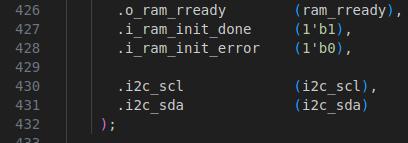 426 .o_ram_rready (ram_rready),
427 .i_ram_init_done (1'b1),
428 .i_ram_init_error (1'b0),
429
430 .i2c_scl (i2c_scl),
431 .i2c_sda (i2c_sda)
432 );
433